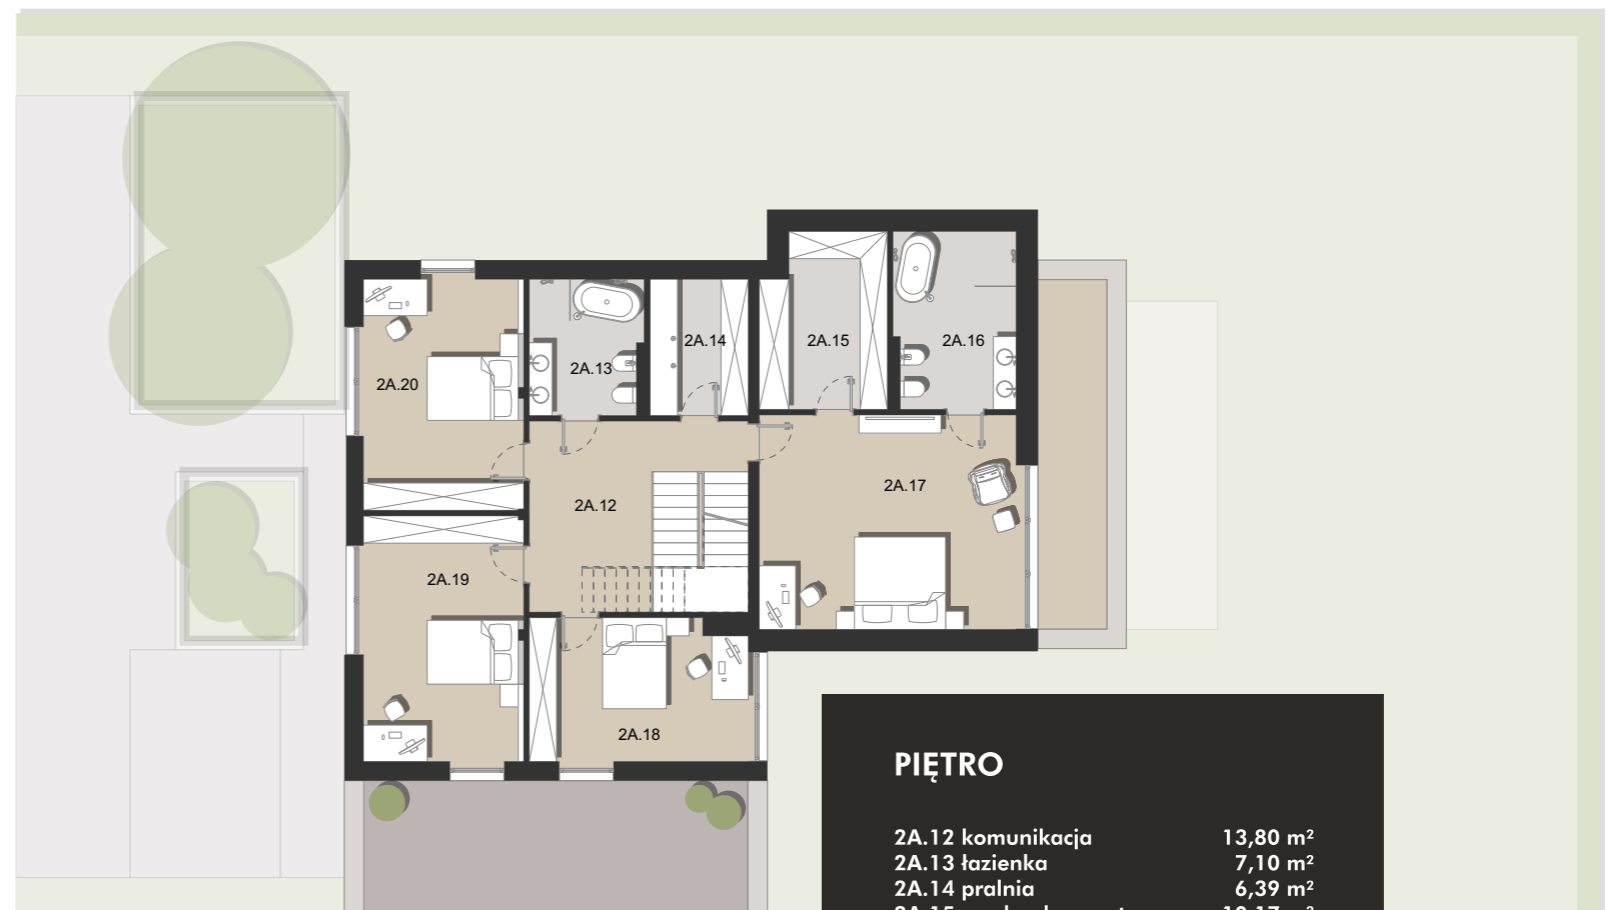 2A.14
2A.15
2A.16
2A.13
2A.20
2A.17
2A.12
2A.19
2A.18
PIĘTRO
2A.12 komunikacja 13,80 m²
2A.13 łazienka 7,10 m²
2A.14 pralnia 6,39 m²